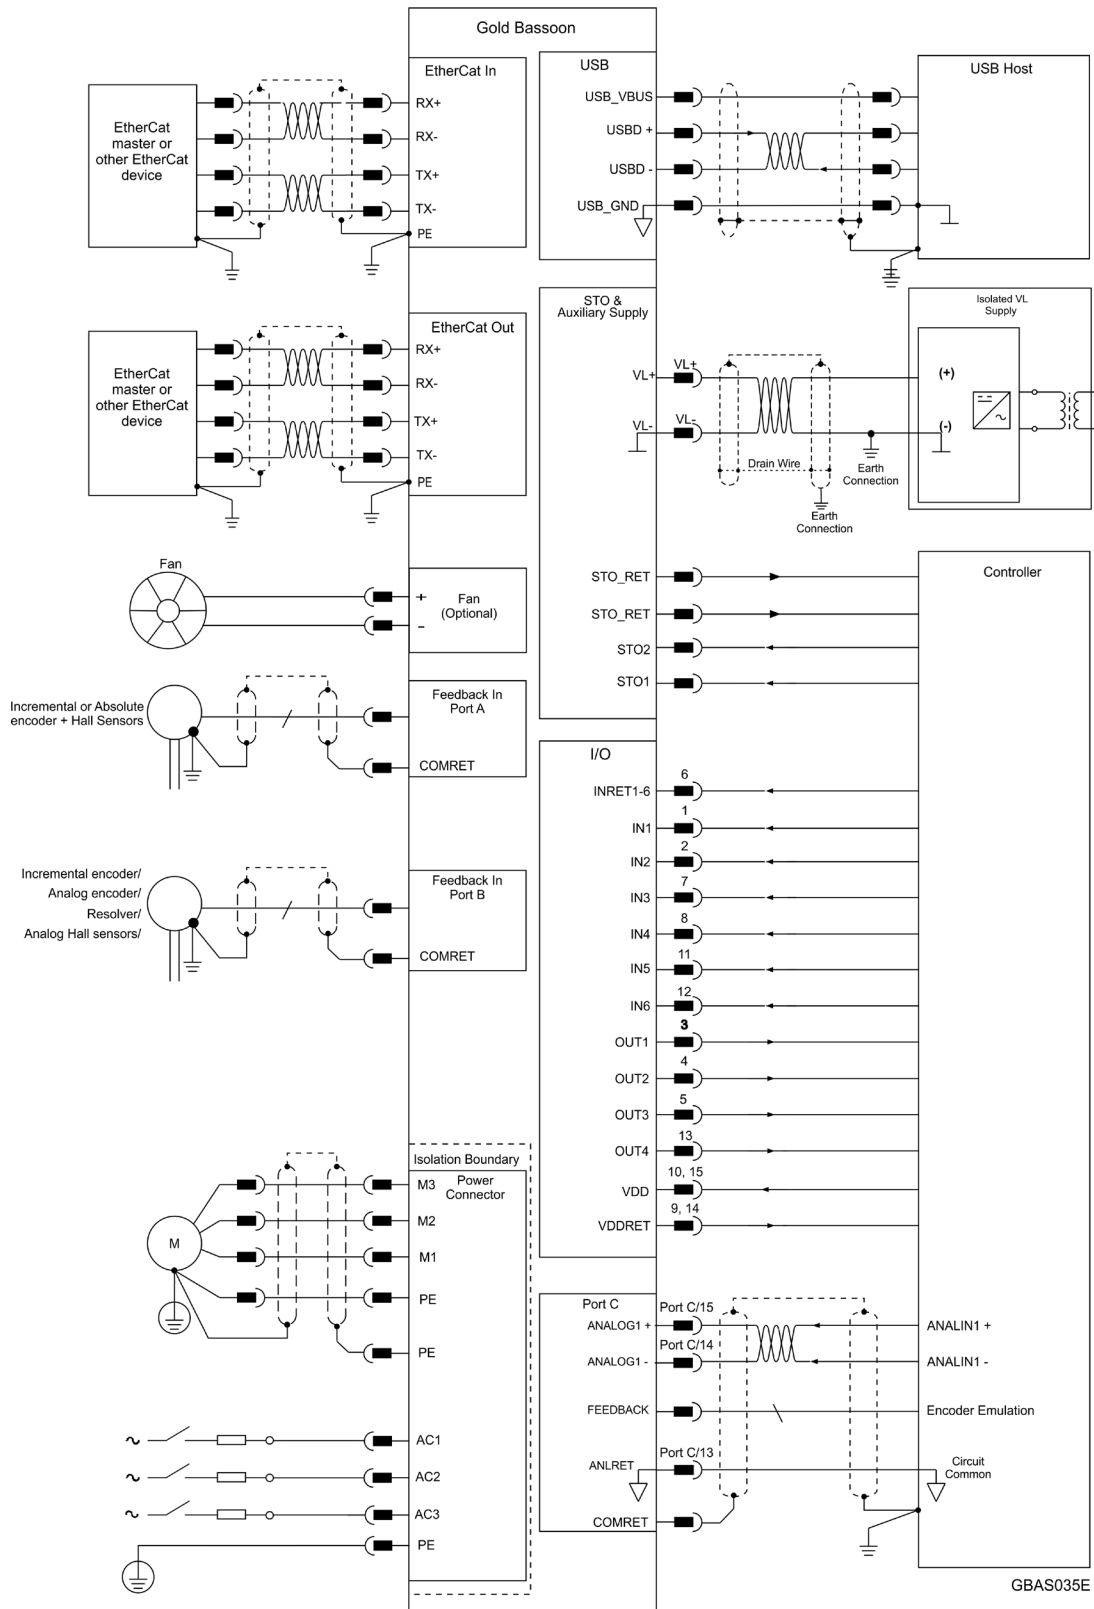 Gold Bassoon
EtherCat In
EtherCat
master or
other EtherCat
device
RX+
RX-
TX+
TX-
PE
EtherCat Out
EtherCat
master or
other EtherCat
device
RX+
RX-
TX+
TX-
PE
Fan
+
-
Fan
(Optional)
Incremental or Absolute
encoder + Hall Sensors
Feedback In
Port A
COMRET
Incremental encoder/
Analog encoder/
Resolver/
Analog Hall sensors/
Feedback In
Port B
COMRET
Isolation Boundary
Power
Connector
M
M3
M2
M1
PE
PE
AC1
AC2
AC3
PE
USB
USB_VBUS
USBD +
USBD -
USB_GND
USB Host
STO &
Auxiliary Supply
VL+
VL+
VL-
VL-
Drain Wire
Earth
Connection
Earth
Connection
Isolated VL
Supply
(+)
(-)
STO_RET
STO_RET
STO2
STO1
Controller
I/O
INRET1-6
6
IN1
1
IN2
2
IN3
7
IN4
8
IN5
11
IN6
12
OUT1
3
OUT2
4
OUT3
5
OUT4
13
VDD
10, 15
VDDRET
9, 14
Port C
ANALOG1 +
Port C/15
ANALIN1 +
ANALOG1 -
Port C/14
ANALIN1 -
FEEDBACK
Encoder Emulation
ANLRET
Port C/13
Circuit
Common
COMRET
GBAS035E